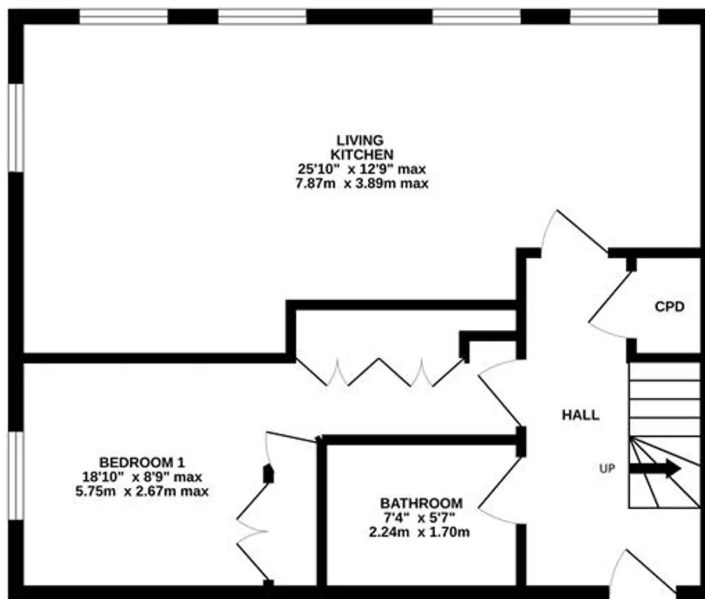 LIVING
KITCHEN
25'10" x 12'9" max
7.87m x 3.89m max
CPD
HALL
UP
BEDROOM 1
18'10" x 8'9" max
5.75m x 2.67m max
BATHROOM
7'4" x 5'7"
2.24m x 1.70m